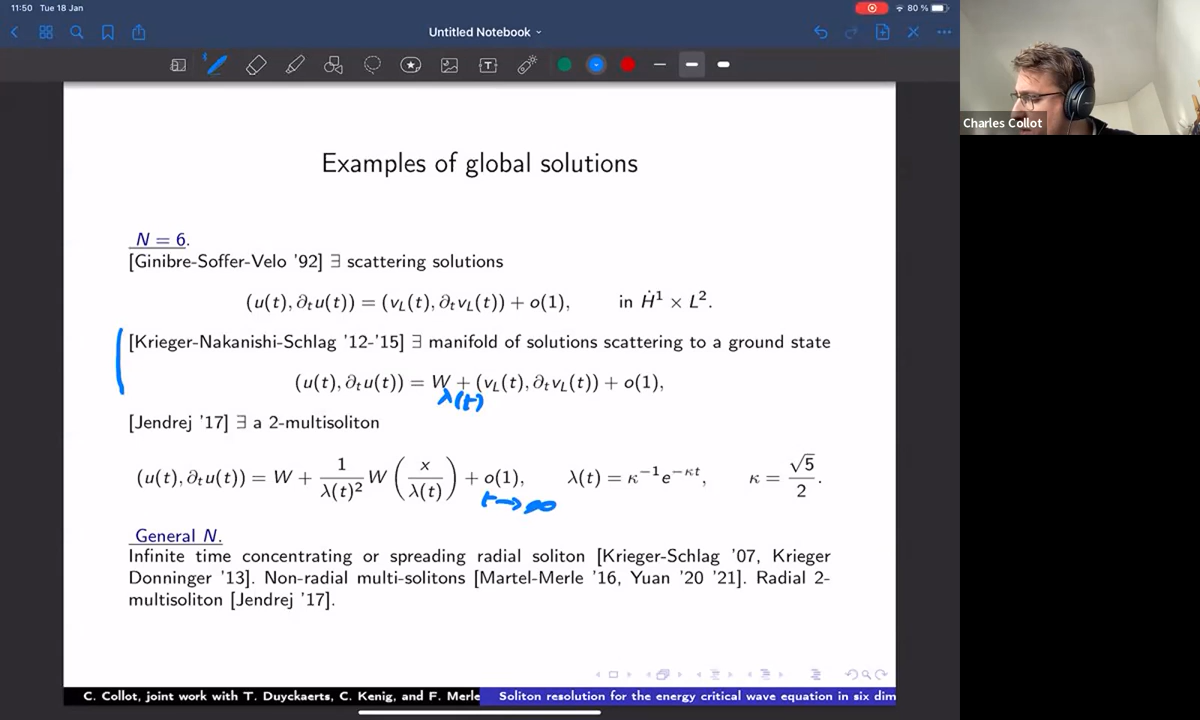 11:50 Tue 18 Jan
80 %
Untitled Notebook
Charles Collot
Examples of global solutions
N = 6.
[Ginibre-Soffer-Velo '92] ∃ scattering solutions
(u(t), ∂ₜu(t)) = (v_L(t), ∂ₜv_L(t)) + o(1), in Ḣ¹ × L².
[Krieger-Nakanishi-Schlag '12-'15] ∃ manifold of solutions scattering to a ground state
(u(t), ∂ₜu(t)) = W + (v_L(t), ∂ₜv_L(t)) + o(1),
λ(t)
[Jendrej '17] ∃ a 2-multisoliton
(u(t), ∂ₜu(t)) = W + 1/λ(t)² W (x/λ(t)) + o(1), λ(t) = κ⁻¹e^{−κt}, κ = √5/2.
t→∞
General N.
Infinite time concentrating or spreading radial soliton [Krieger-Schlag '07, Krieger
Donninger '13]. Non-radial multi-solitons [Martel-Merle '16, Yuan '20 '21]. Radial 2-
multisoliton [Jendrej '17].
C. Collot, joint work with T. Duyckaerts, C. Kenig, and F. Merle
Soliton resolution for the energy critical wave equation in six dim